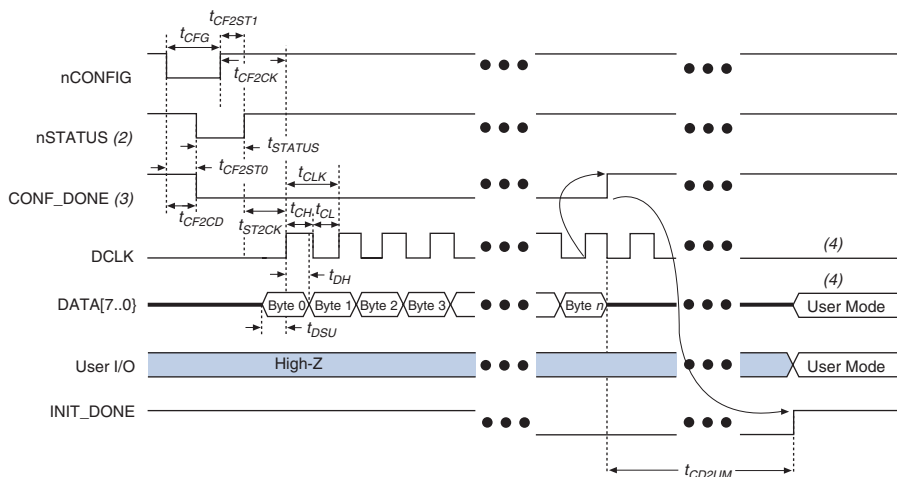 tCF2ST1
tCFG
tCF2CK
nCONFIG
nSTATUS (2)
tSTATUS
tCF2ST0
tCLK
CONF_DONE (3)
tCF2CD
tST2CK
tCH
tCL
DCLK
(4)
tDH
(4)
DATA[7..0}
Byte 0
Byte 1
Byte 2
Byte 3
Byte n
User Mode
tDSU
User I/O
High-Z
User Mode
INIT_DONE
tCD2UM